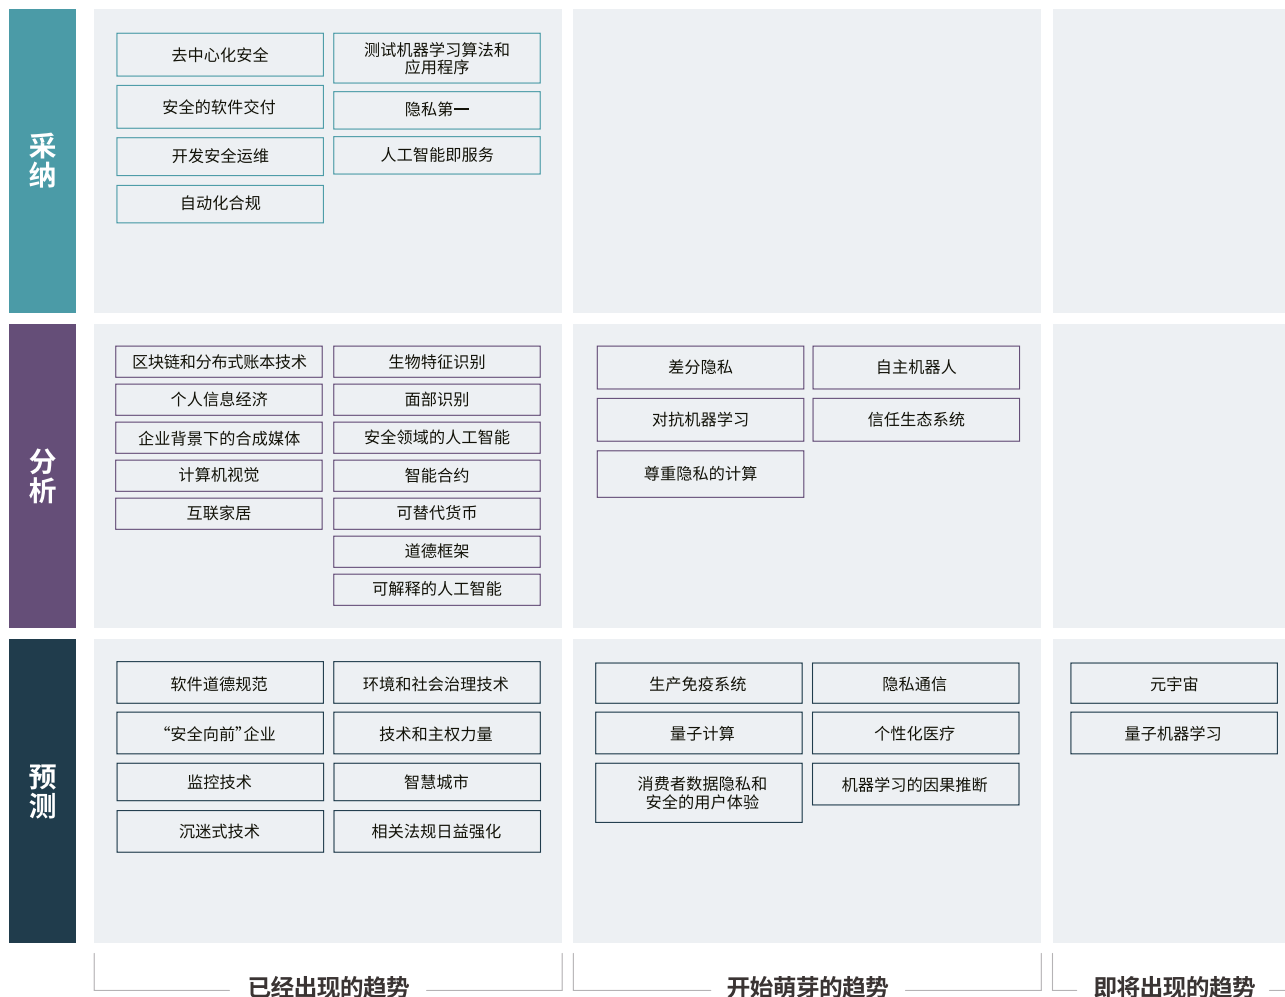 采
纳
去中心化安全
安全的软件交付
开发安全运维
自动化合规
测试机器学习算法和
应用程序
隐私第一
人工智能即服务
分
析
区块链和分布式账本技术
个人信息经济
企业背景下的合成媒体
计算机视觉
互联家居
生物特征识别
面部识别
安全领域的人工智能
智能合约
可替代货币
道德框架
可解释的人工智能
差分隐私
对抗机器学习
尊重隐私的计算
自主机器人
信任生态系统
预
测
软件道德规范
“安全向前”企业
监控技术
沉迷式技术
环境和社会治理技术
技术和主权力量
智慧城市
相关法规日益强化
生产免疫系统
量子计算
消费者数据隐私和
安全的用户体验
隐私通信
个性化医疗
机器学习的因果推断
元宇宙
量子机器学习
已经出现的趋势
开始萌芽的趋势
即将出现的趋势